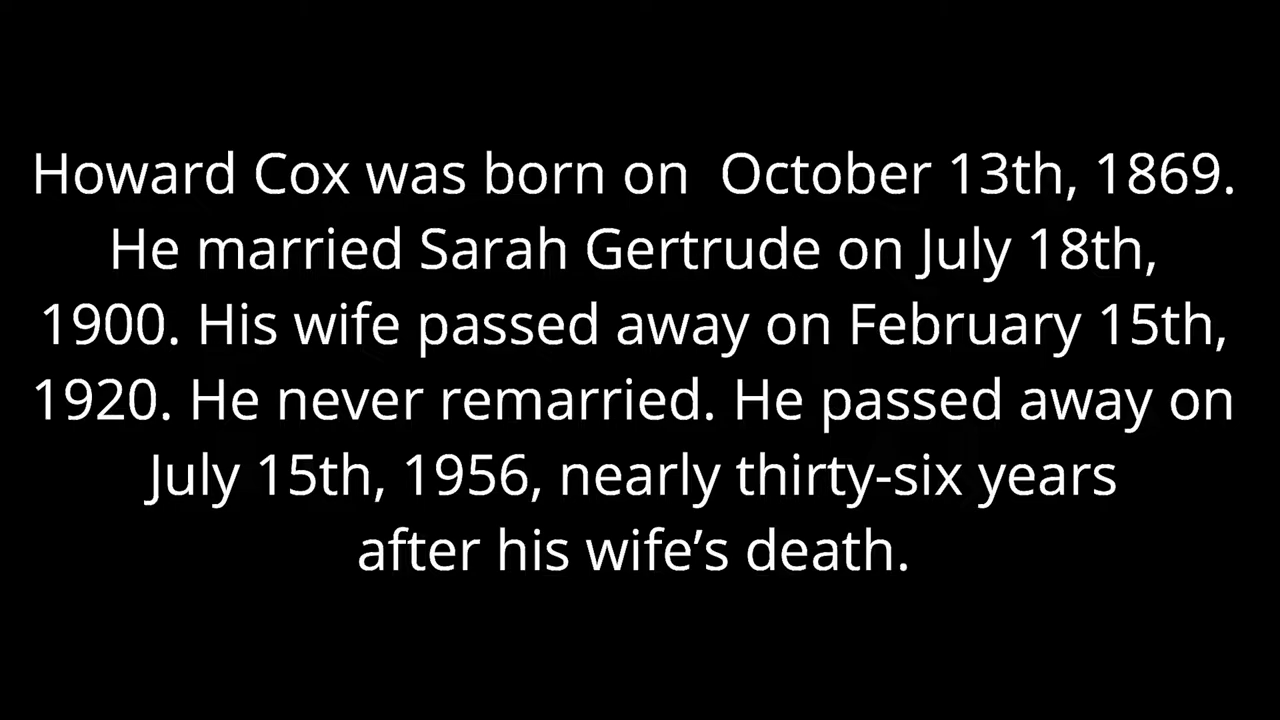 Howard Cox was born on  October 13th, 1869.
He married Sarah Gertrude on July 18th,
1900. His wife passed away on February 15th,
1920. He never remarried. He passed away on
July 15th, 1956, nearly thirty-six years
after his wife’s death.